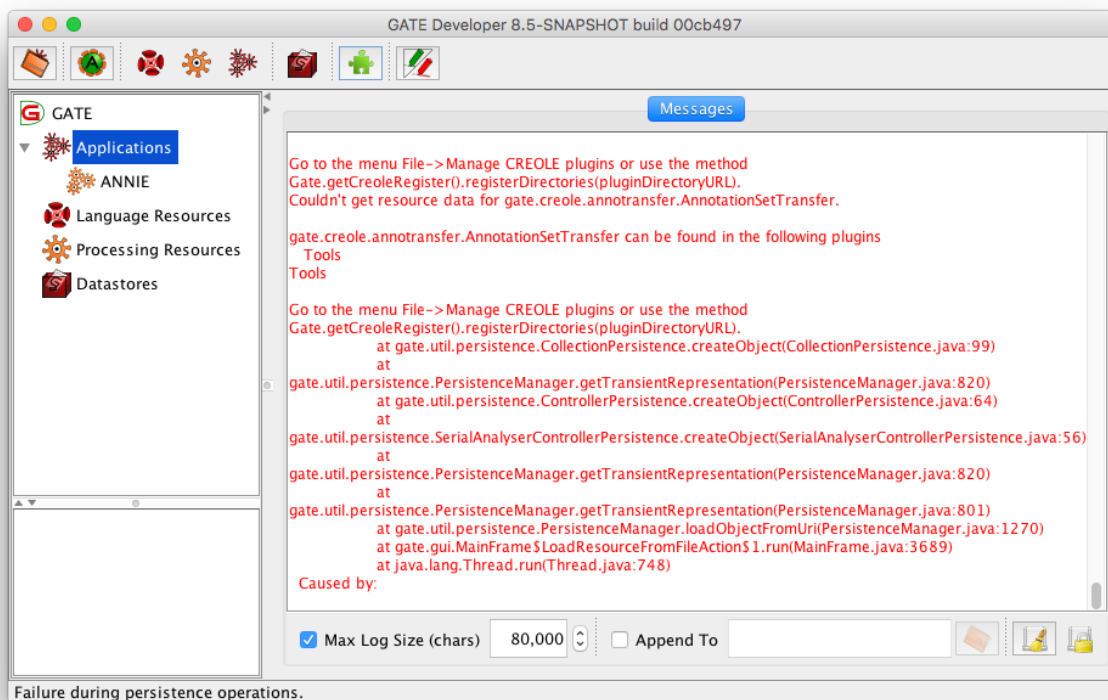 GATE Developer 8.5-SNAPSHOT build 00cb497
GATE
Applications
ANNIE
Language Resources
Processing Resources
Datastores
Messages
Go to the menu File->Manage CREOLE plugins or use the method
Gate.getCreoleRegister().registerDirectories(pluginDirectoryURL).
Couldn't get resource data for gate.creole.annotransfer.AnnotationSetTransfer.
gate.creole.annotransfer.AnnotationSetTransfer can be found in the following plugins
Tools
Tools
Go to the menu File->Manage CREOLE plugins or use the method
Gate.getCreoleRegister().registerDirectories(pluginDirectoryURL).
at gate.util.persistence.CollectionPersistence.createObject(CollectionPersistence.java:99)
at
gate.util.persistence.PersistenceManager.getTransientRepresentation(PersistenceManager.java:820)
at gate.util.persistence.ControllerPersistence.createObject(ControllerPersistence.java:64)
at
gate.util.persistence.SerialAnalyserControllerPersistence.createObject(SerialAnalyserControllerPersistence.java:56)
at
gate.util.persistence.PersistenceManager.getTransientRepresentation(PersistenceManager.java:820)
at
gate.util.persistence.PersistenceManager.getTransientRepresentation(PersistenceManager.java:801)
at gate.util.persistence.PersistenceManager.loadObjectFromUri(PersistenceManager.java:1270)
at gate.gui.MainFrame$LoadResourceFromFileAction$1.run(MainFrame.java:3689)
at java.lang.Thread.run(Thread.java:748)
Caused by:
Max Log Size (chars) 80,000 Append To
Failure during persistence operations.